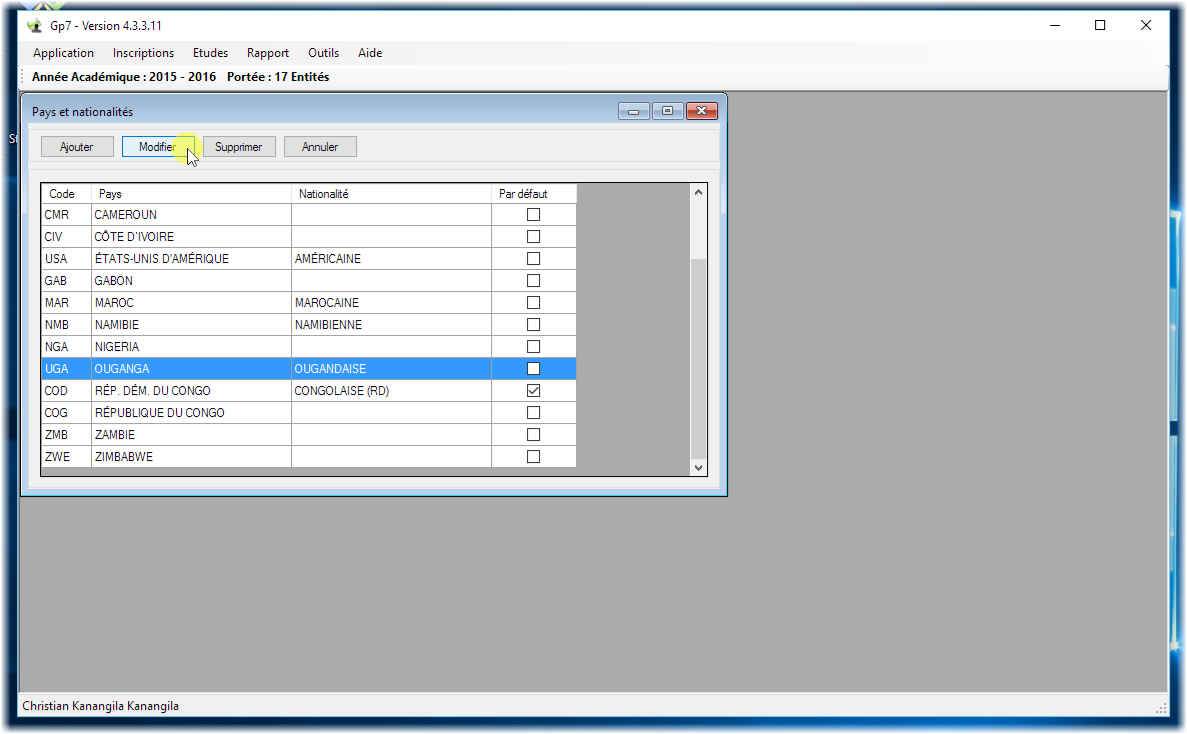 Gp7 - Version 4.3.3.11
Application Inscriptions Etudes Rapport Outils Aide
Année Académique : 2015 - 2016 Portée : 17 Entités
Pays et nationalités
Ajouter Modifier Supprimer Annuler
Code Pays Nationalité Par défaut
CMR CAMEROUN
CIV CÔTE D'IVOIRE
USA ÉTATS-UNIS D'AMÉRIQUE AMÉRICAINE
GAB GABON
MAR MAROC MAROCAINE
NMB NAMIBIE NAMIBIENNE
NGA NIGERIA
UGA OUGANGA OUGANDAISE
COD RÉP. DÉM. DU CONGO CONGOLAISE (RD)
COG RÉPUBLIQUE DU CONGO
ZMB ZAMBIE
ZWE ZIMBABWE
Christian Kanangila Kanangila